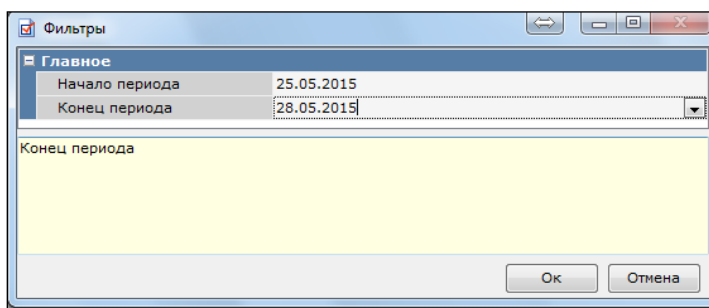 Фильтры
Главное
Начало периода 25.05.2015
Конец периода 28.05.2015
Конец периода
Ок Отмена